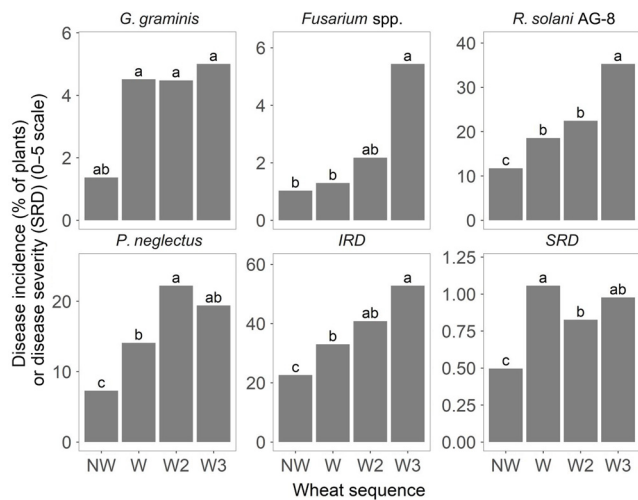 G. graminis
Fusarium spp.
R. solani AG-8
6
4
2
0
ab
a
a
a
6
4
2
0
b
b
ab
a
40
30
20
10
0
c
b
b
a
P. neglectus
IRD
SRD
20
10
0
c
b
a
ab
60
40
20
0
c
b
ab
a
1.25
1.00
0.75
0.50
0.25
0.00
c
a
b
ab
NW W W2 W3
NW W W2 W3
NW W W2 W3
Wheat sequence
Disease incidence (% of plants)
or disease severity (SRD) (0–5 scale)